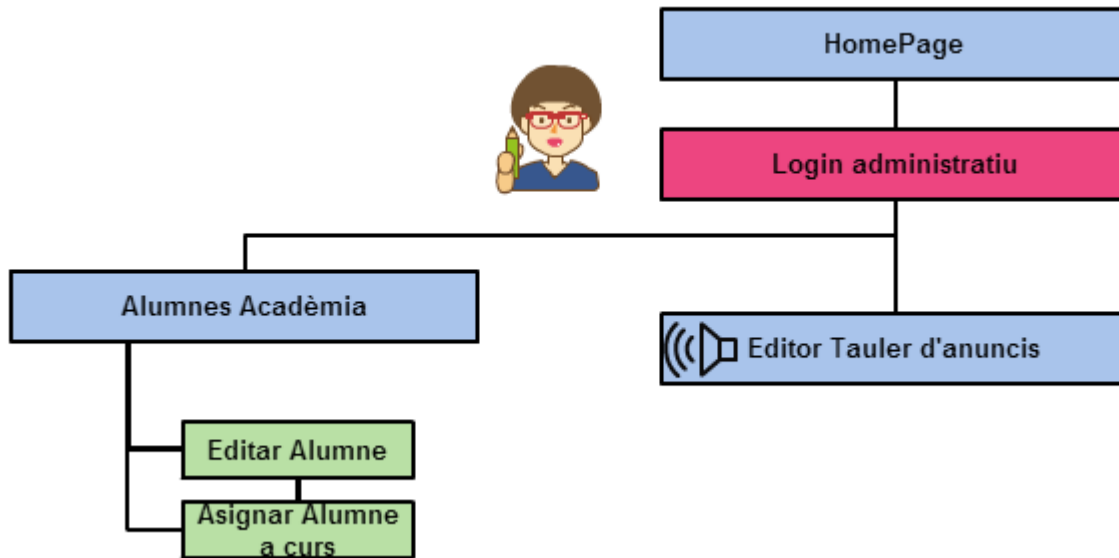 HomePage
Login administratiu
Alumnes Acadèmia
Editor Tauler d'anuncis
Editar Alumne
Asignar Alumne
a curs